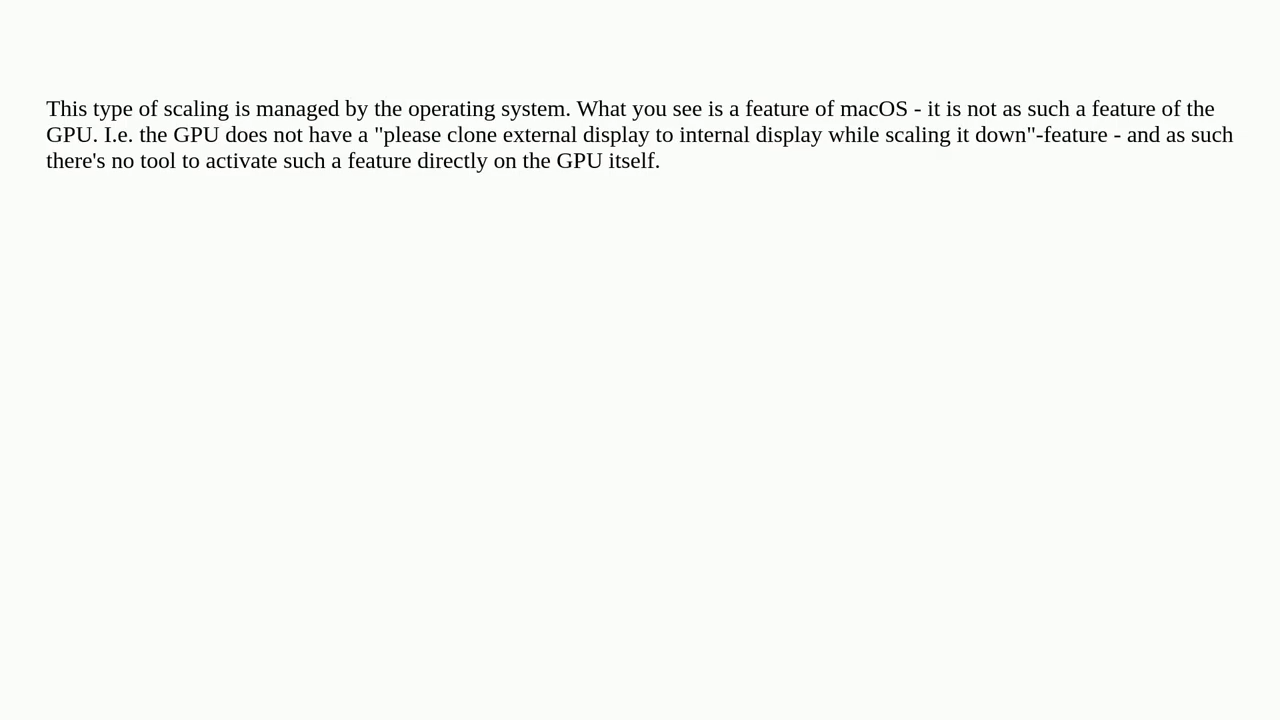 This type of scaling is managed by the operating system. What you see is a feature of macOS - it is not as such a feature of the
GPU. I.e. the GPU does not have a "please clone external display to internal display while scaling it down"-feature - and as such
there's no tool to activate such a feature directly on the GPU itself.